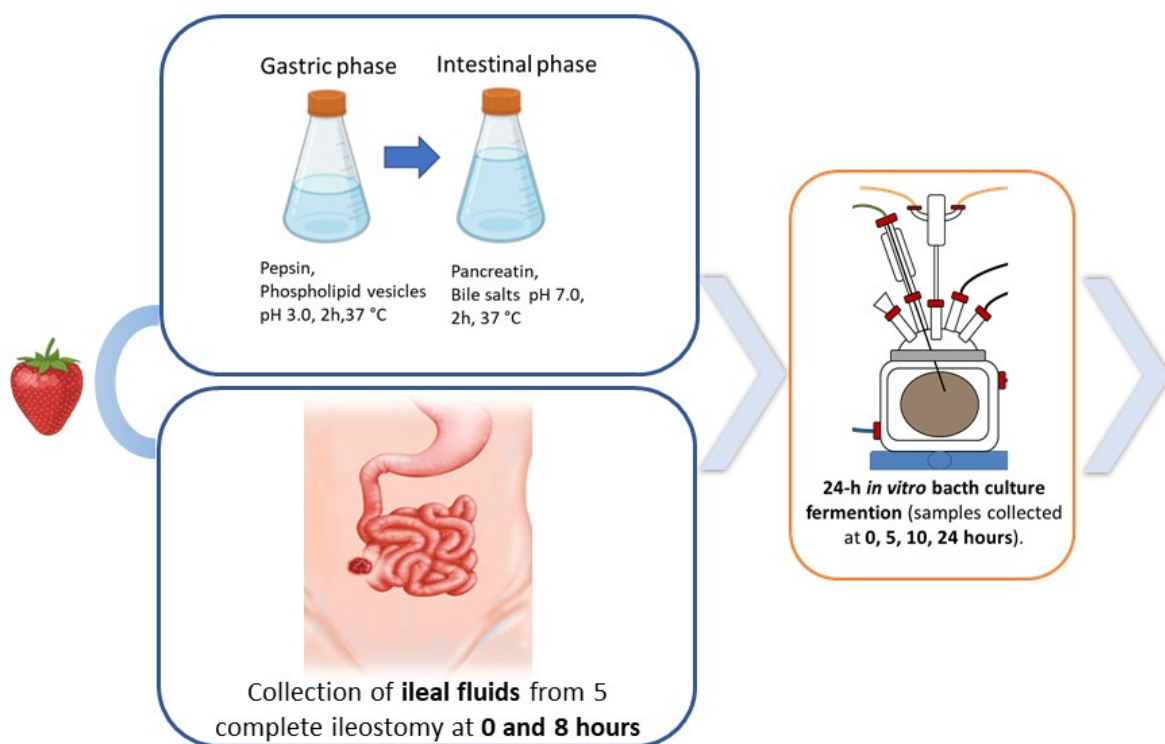 Gastric phase
Intestinal phase
Pepsin,
Phospholipid vesicles
pH 3.0, 2h,37 °C
Pancreatin,
Bile salts  pH 7.0,
2h, 37 °C
Collection of ileal fluids from 5
complete ileostomy at 0 and 8 hours
24-h in vitro bacth culture
fermention (samples collected
at 0, 5, 10, 24 hours).